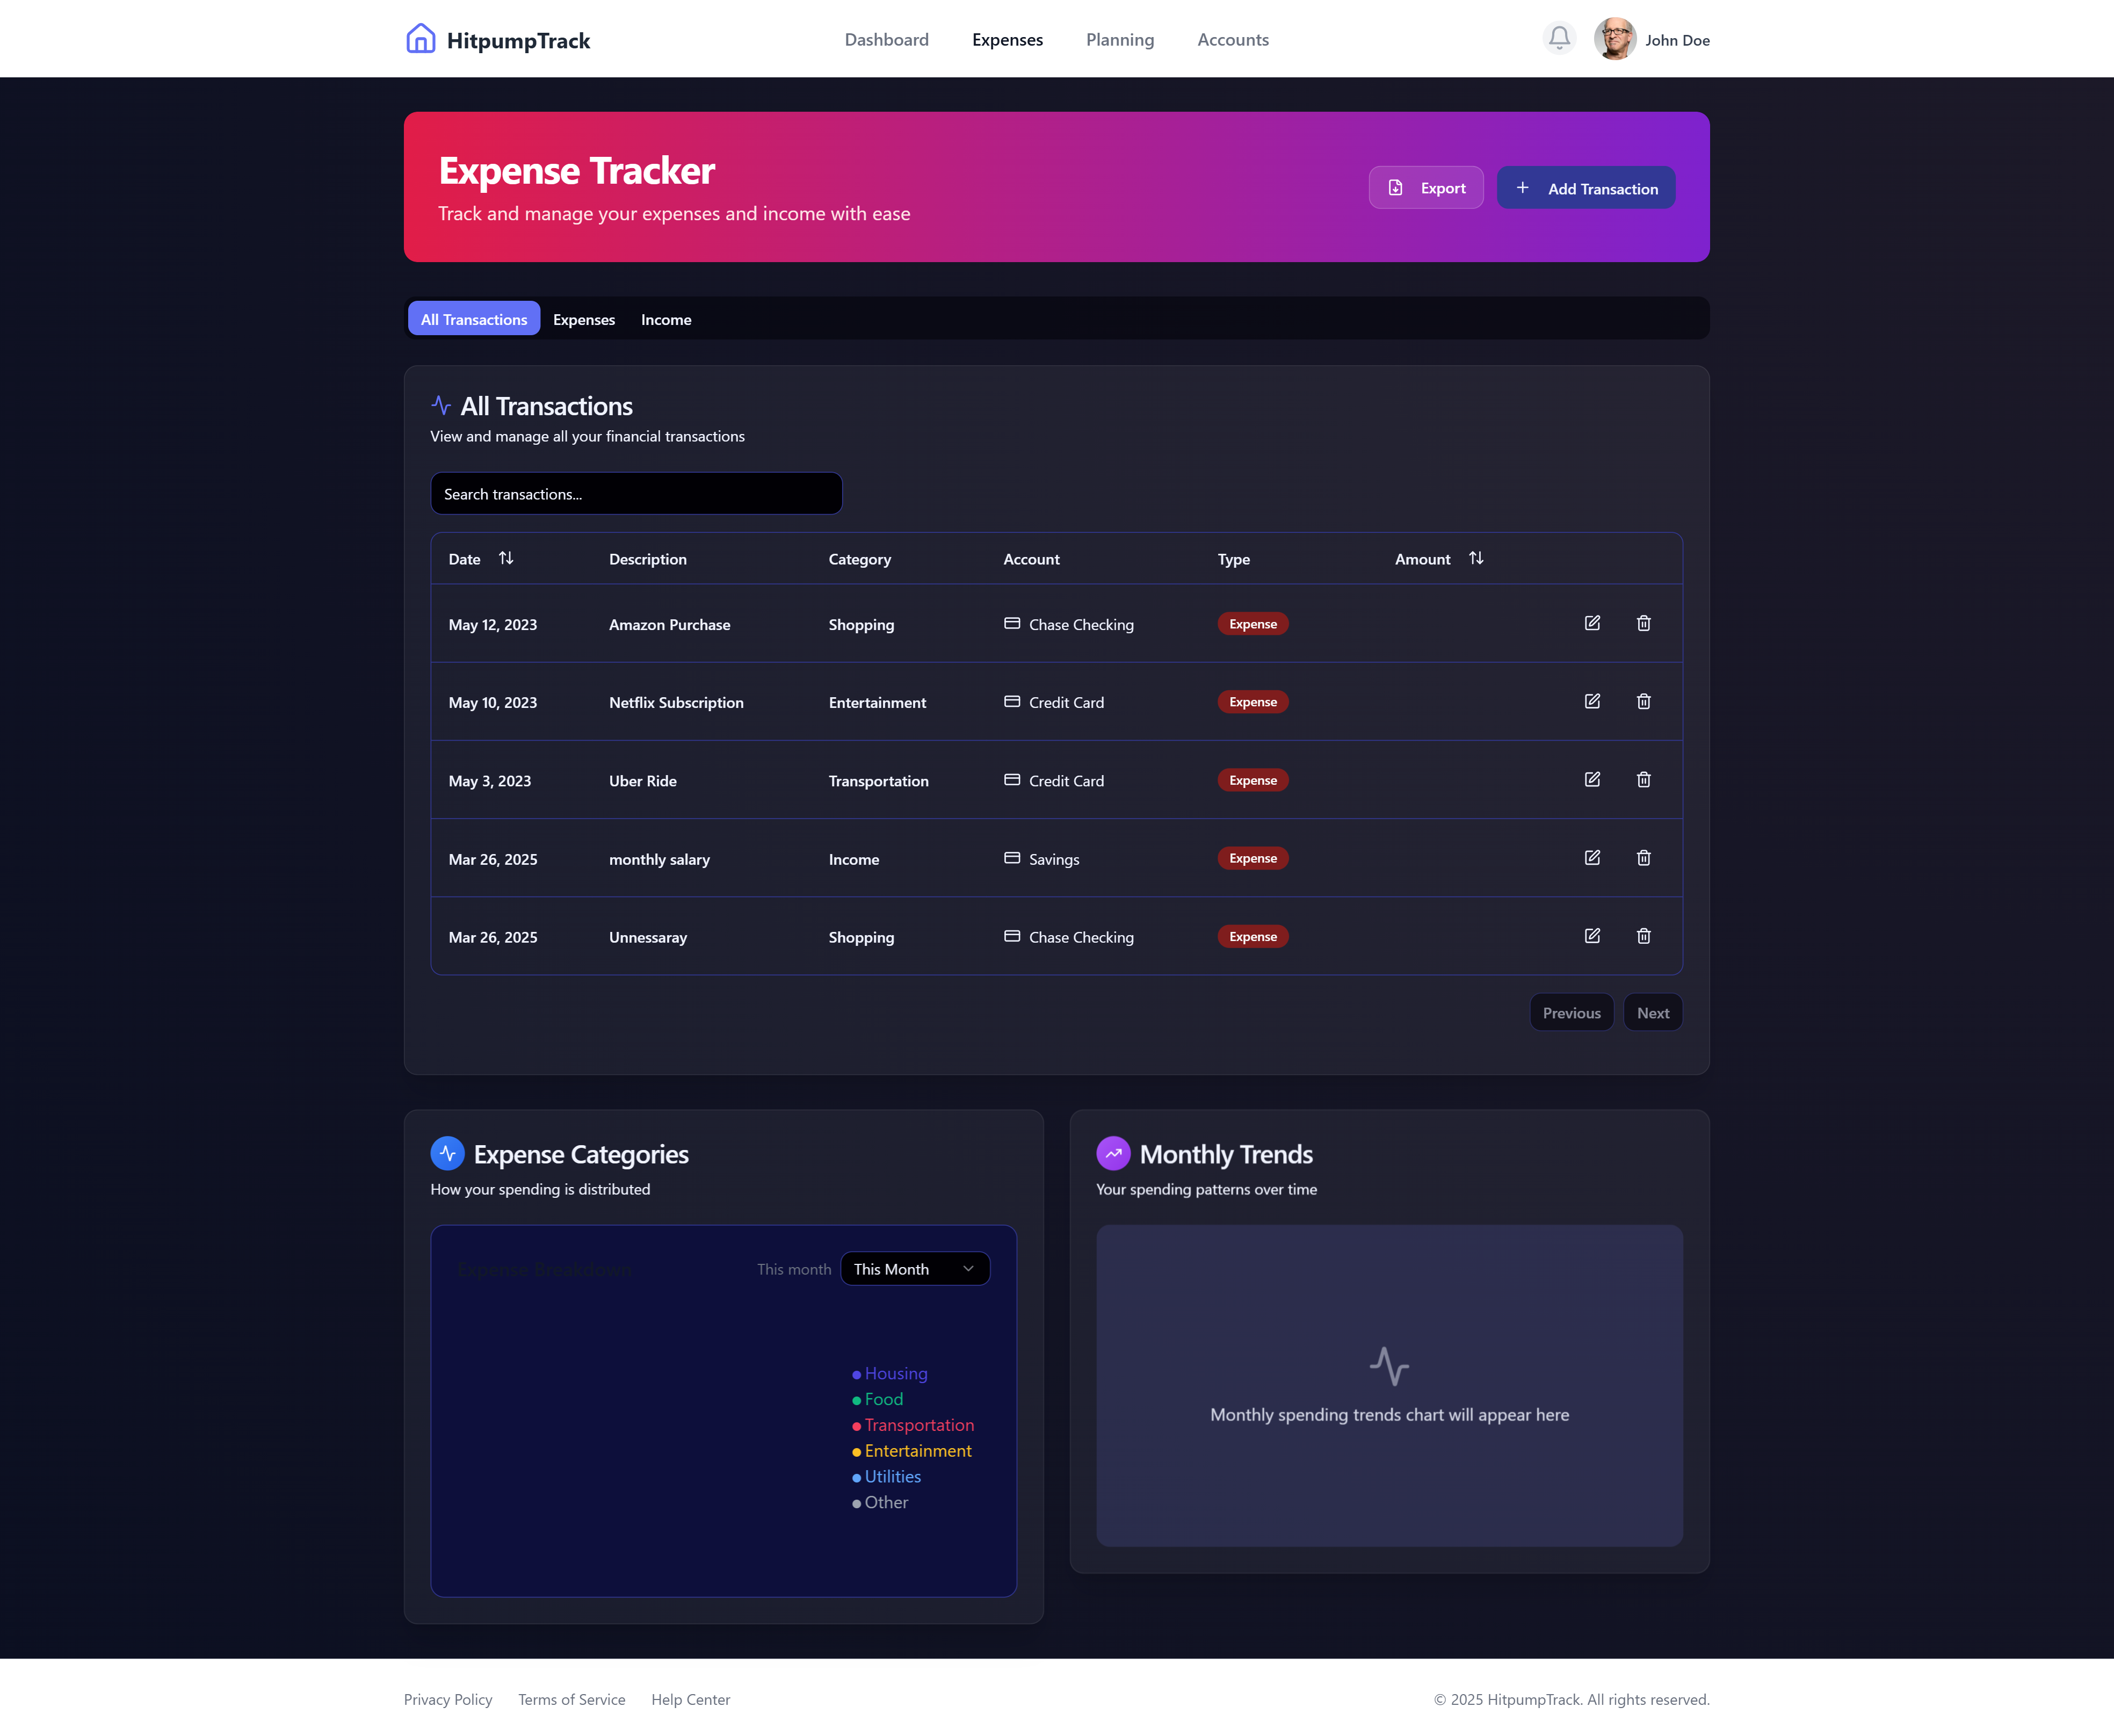 HitpumpTrack
Dashboard Expenses Planning Accounts
John Doe
Expense Tracker
Track and manage your expenses and income with ease
Export
Add Transaction
All Transactions Expenses Income
All Transactions
View and manage all your financial transactions
Search transactions...
Date Description Category Account Type Amount
May 12, 2023 Amazon Purchase Shopping Chase Checking Expense
May 10, 2023 Netflix Subscription Entertainment Credit Card Expense
May 3, 2023 Uber Ride Transportation Credit Card Expense
Mar 26, 2025 monthly salary Income Savings Expense
Mar 26, 2025 Unnessaray Shopping Chase Checking Expense
Previous Next
Expense Categories
How your spending is distributed
Expense Breakdown
This month This Month
Housing
Food
Transportation
Entertainment
Utilities
Other
Monthly Trends
Your spending patterns over time
Monthly spending trends chart will appear here
Privacy Policy Terms of Service Help Center
© 2025 HitpumpTrack. All rights reserved.